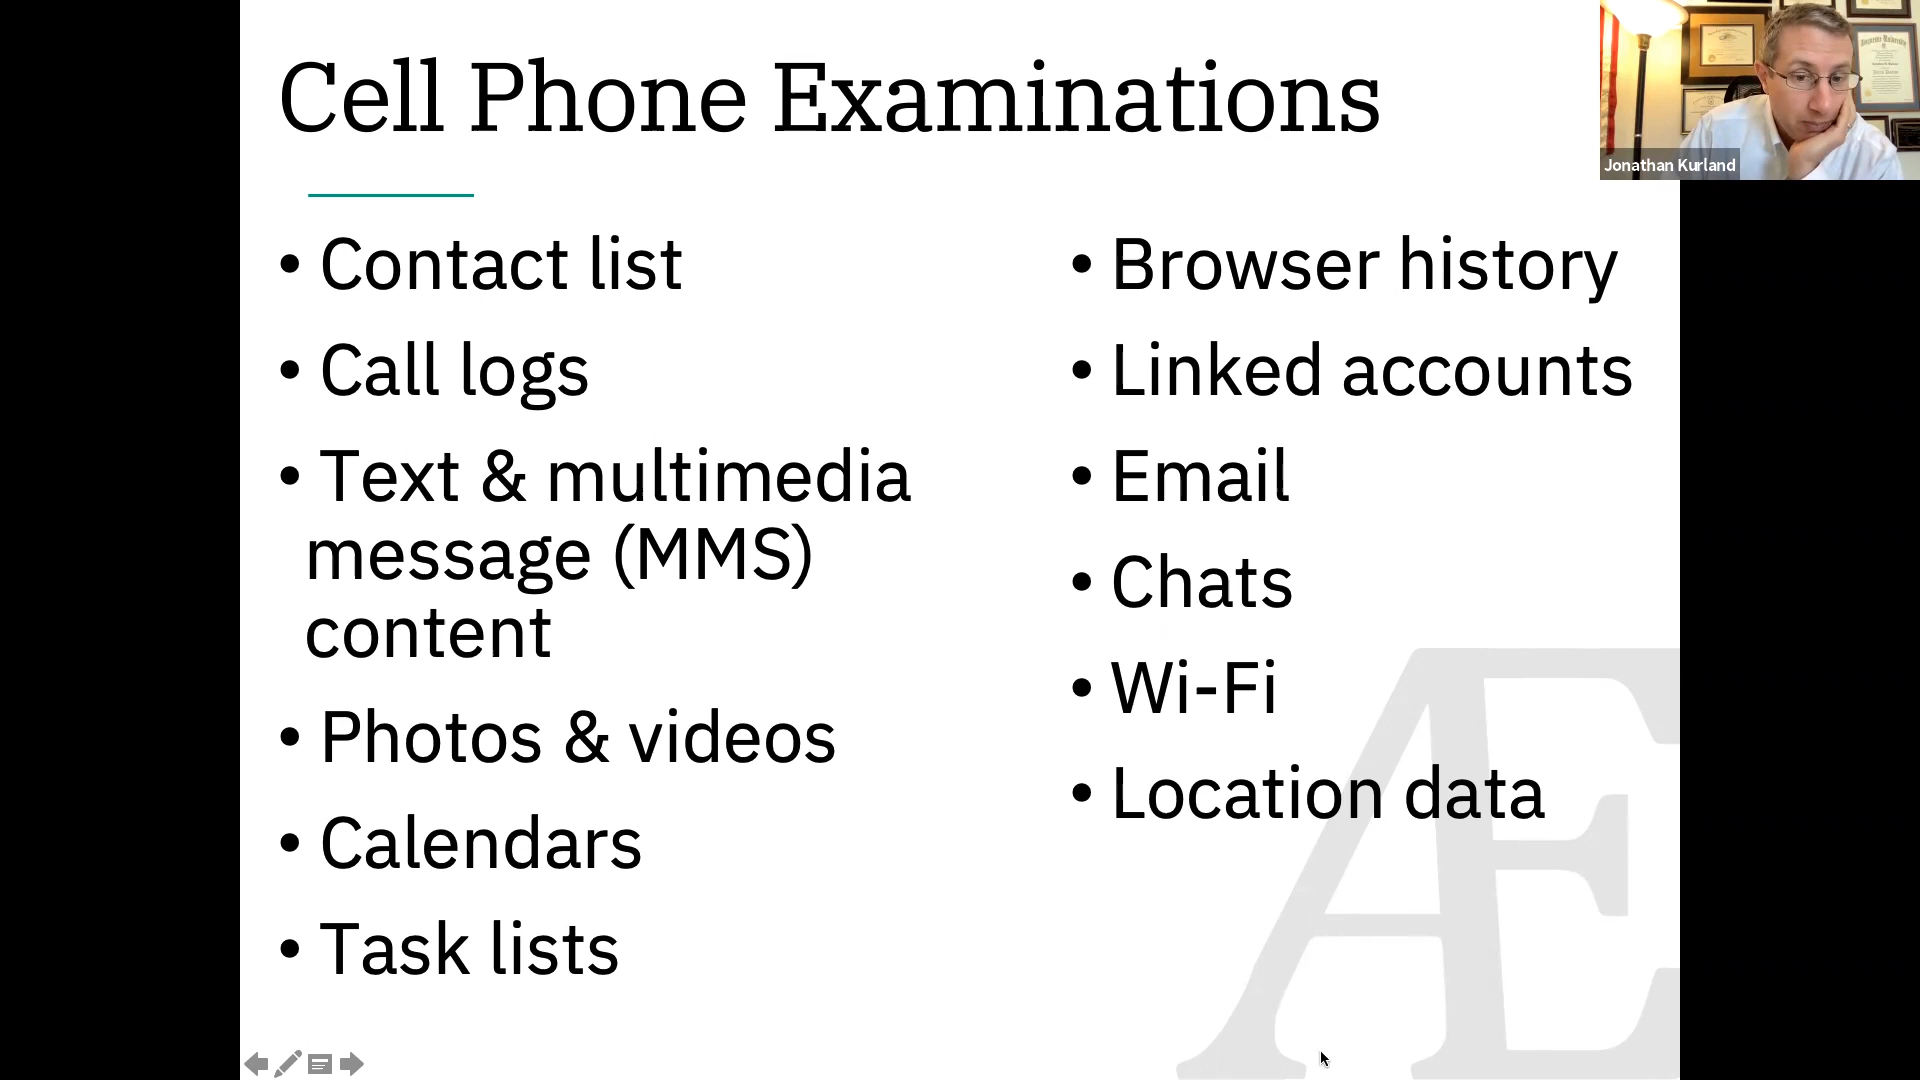 Cell Phone Examinations
• Contact list
• Call logs
• Text & multimedia
message (MMS)
content
• Photos & videos
• Calendars
• Task lists
• Browser history
• Linked accounts
• Email
• Chats
• Wi-Fi
• Location data
Æ
Jonathan Kurland